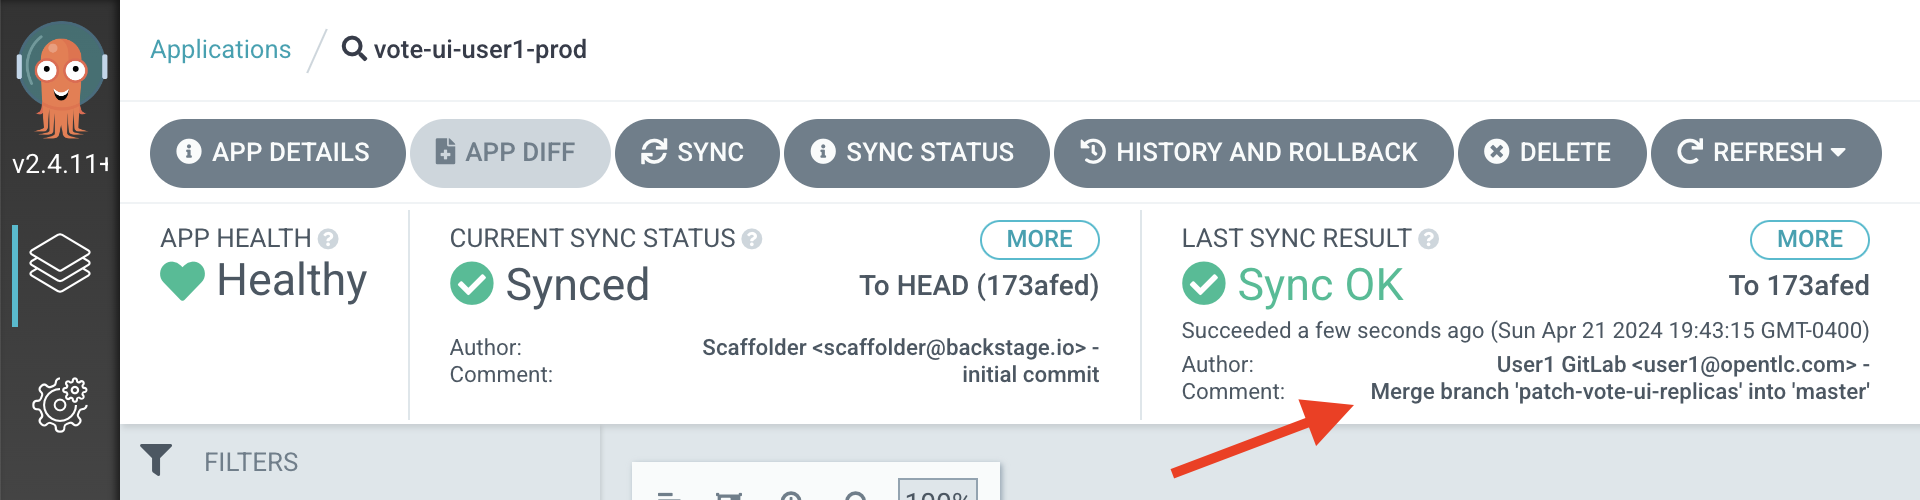 Applications / vote-ui-user1-prod
v2.4.11+
APP DETAILS APP DIFF SYNC SYNC STATUS HISTORY AND ROLLBACK DELETE REFRESH
APP HEALTH ?
Healthy
CURRENT SYNC STATUS ? MORE
Synced To HEAD (173afed)
Author: Scaffolder <scaffolder@backstage.io> -
Comment: initial commit
LAST SYNC RESULT ? MORE
Sync OK To 173afed
Succeeded a few seconds ago (Sun Apr 21 2024 19:43:15 GMT-0400)
Author: User1 GitLab <user1@opentlc.com> -
Comment: Merge branch 'patch-vote-ui-replicas' into 'master'
FILTERS
100%